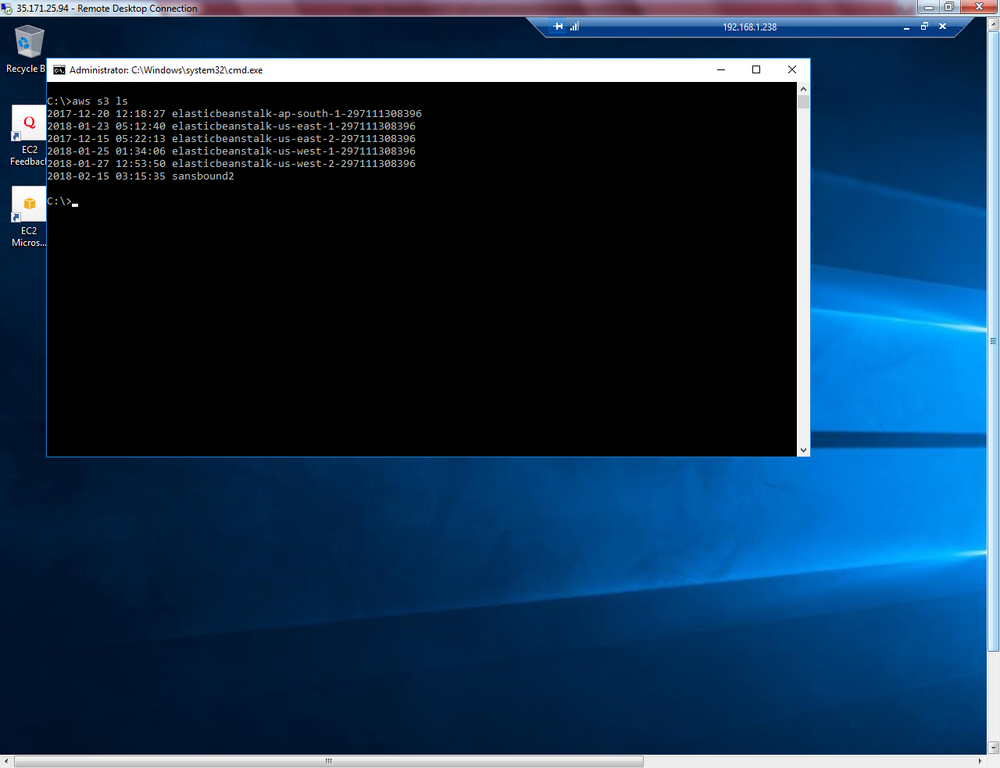 35.171.25.94 - Remote Desktop Connection
192.168.1.238
Recycle B
Administrator: C:\Windows\system32\cmd.exe
C:\>aws s3 ls
2017-12-20 12:18:27 elasticbeanstalk-ap-south-1-297111308396
2018-01-23 05:12:40 elasticbeanstalk-us-east-1-297111308396
2017-12-15 05:22:13 elasticbeanstalk-us-east-2-297111308396
2018-01-25 01:34:06 elasticbeanstalk-us-west-1-297111308396
2018-01-27 12:53:50 elasticbeanstalk-us-west-2-297111308396
2018-02-15 03:15:35 sansbound2
C:\>
Q
EC2
Feedbac
EC2
Micros...